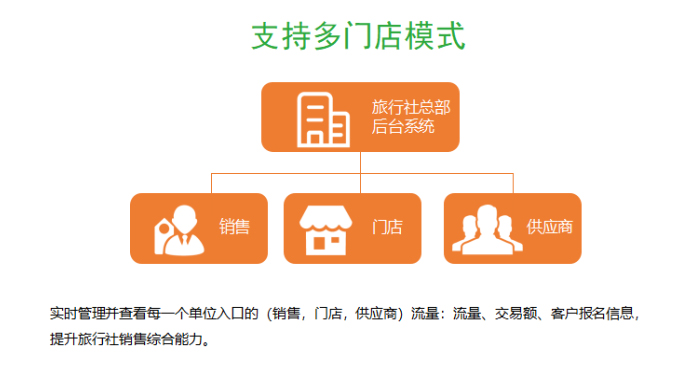 支持多门店模式
旅行社总部
后台系统
销售
门店
供应商
实时管理并查看每一个单位入口的（销售，门店，供应商）流量：流量、交易额、客户报名信息，
提升旅行社销售综合能力。